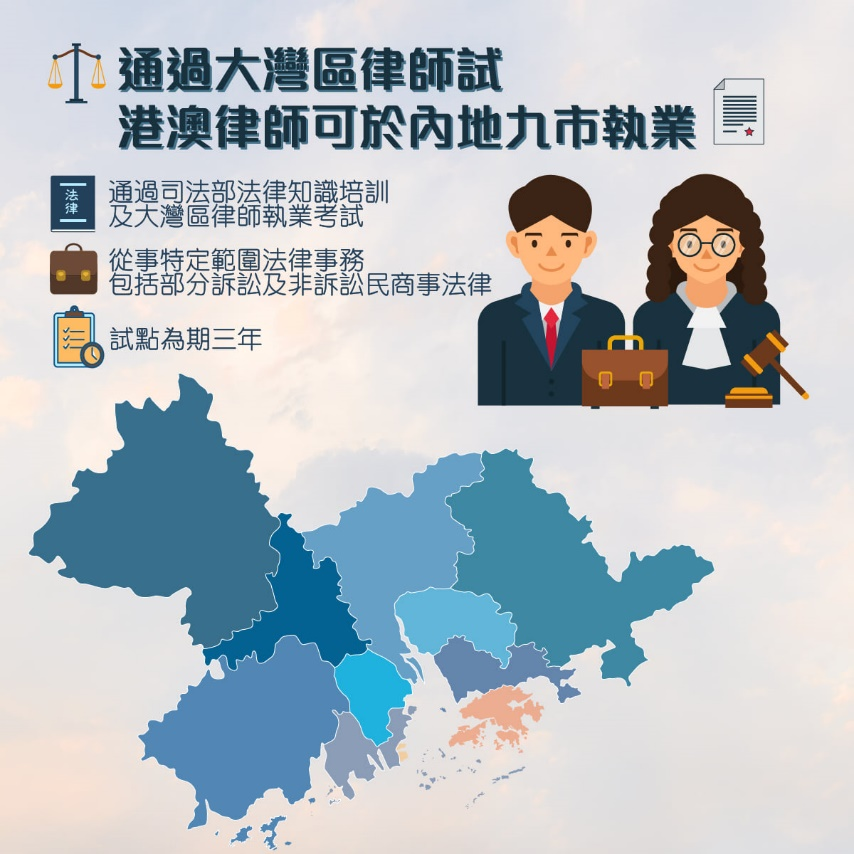 通過大灣區律師試
港澳律師可於內地九市執業
法律
通過司法部法律知識培訓
及大灣區律師執業考試
從事特定範圍法律事務
包括部分訴訟及非訴訟民商事法律
試點為期三年